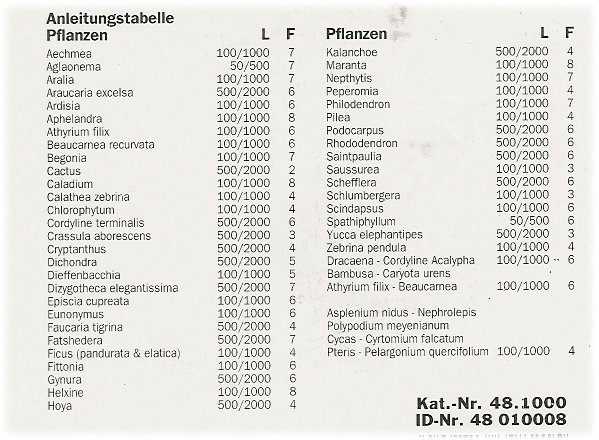 Anleitungstabelle
Pflanzen L F
Aechmea 100/1000 7
Aglaonema 50/500 7
Aralia 100/1000 7
Araucaria excelsa 500/2000 6
Ardisia 100/1000 6
Aphelandra 100/1000 8
Athyrium filix 100/1000 6
Beaucarnea recurvata 100/1000 6
Begonia 100/1000 7
Cactus 500/2000 2
Caladium 100/1000 8
Calathea zebrina 100/1000 4
Chlorophytum 100/1000 4
Cordyline terminalis 500/2000 6
Crassula aborescens 500/2000 3
Cryptanthus 500/2000 4
Dichondra 500/2000 5
Dieffenbacchia 100/1000 5
Dizygotheca elegantissima 500/2000 7
Episcia cupreata 100/1000 6
Eunonymus 100/1000 6
Faucaria tigrina 500/2000 4
Fatshedera 500/2000 7
Ficus (pandurata & elatica) 100/1000 4
Fittonia 100/1000 6
Gynura 500/2000 6
Helxine 100/1000 8
Hoya 500/2000 4
Pflanzen L F
Kalanchoe 500/2000 4
Maranta 100/1000 8
Nepthytis 100/1000 7
Peperomia 100/1000 4
Philodendron 100/1000 7
Pilea 100/1000 4
Podocarpus 500/2000 6
Rhododendron 500/2000 6
Saintpaulia 500/2000 6
Saussurea 100/1000 3
Schefflera 500/2000 6
Schlumbergera 100/1000 3
Scindapsus 100/1000 6
Spathiphyllum 50/500 6
Yucca elephantipes 500/2000 3
Zebrina pendula 100/1000 4
Dracaena - Cordyline Acalypha 100/1000 6
Bambusa - Caryota urens
Athyrium filix - Beaucarnea 100/1000 6
Asplenium nidus - Nephrolepis
Polypodium meyenianum
Cycas - Cyrtomium falcatum
Pteris - Pelargonium quercifolium 100/1000 4
Kat.-Nr. 48.1000
ID-Nr. 48 010008